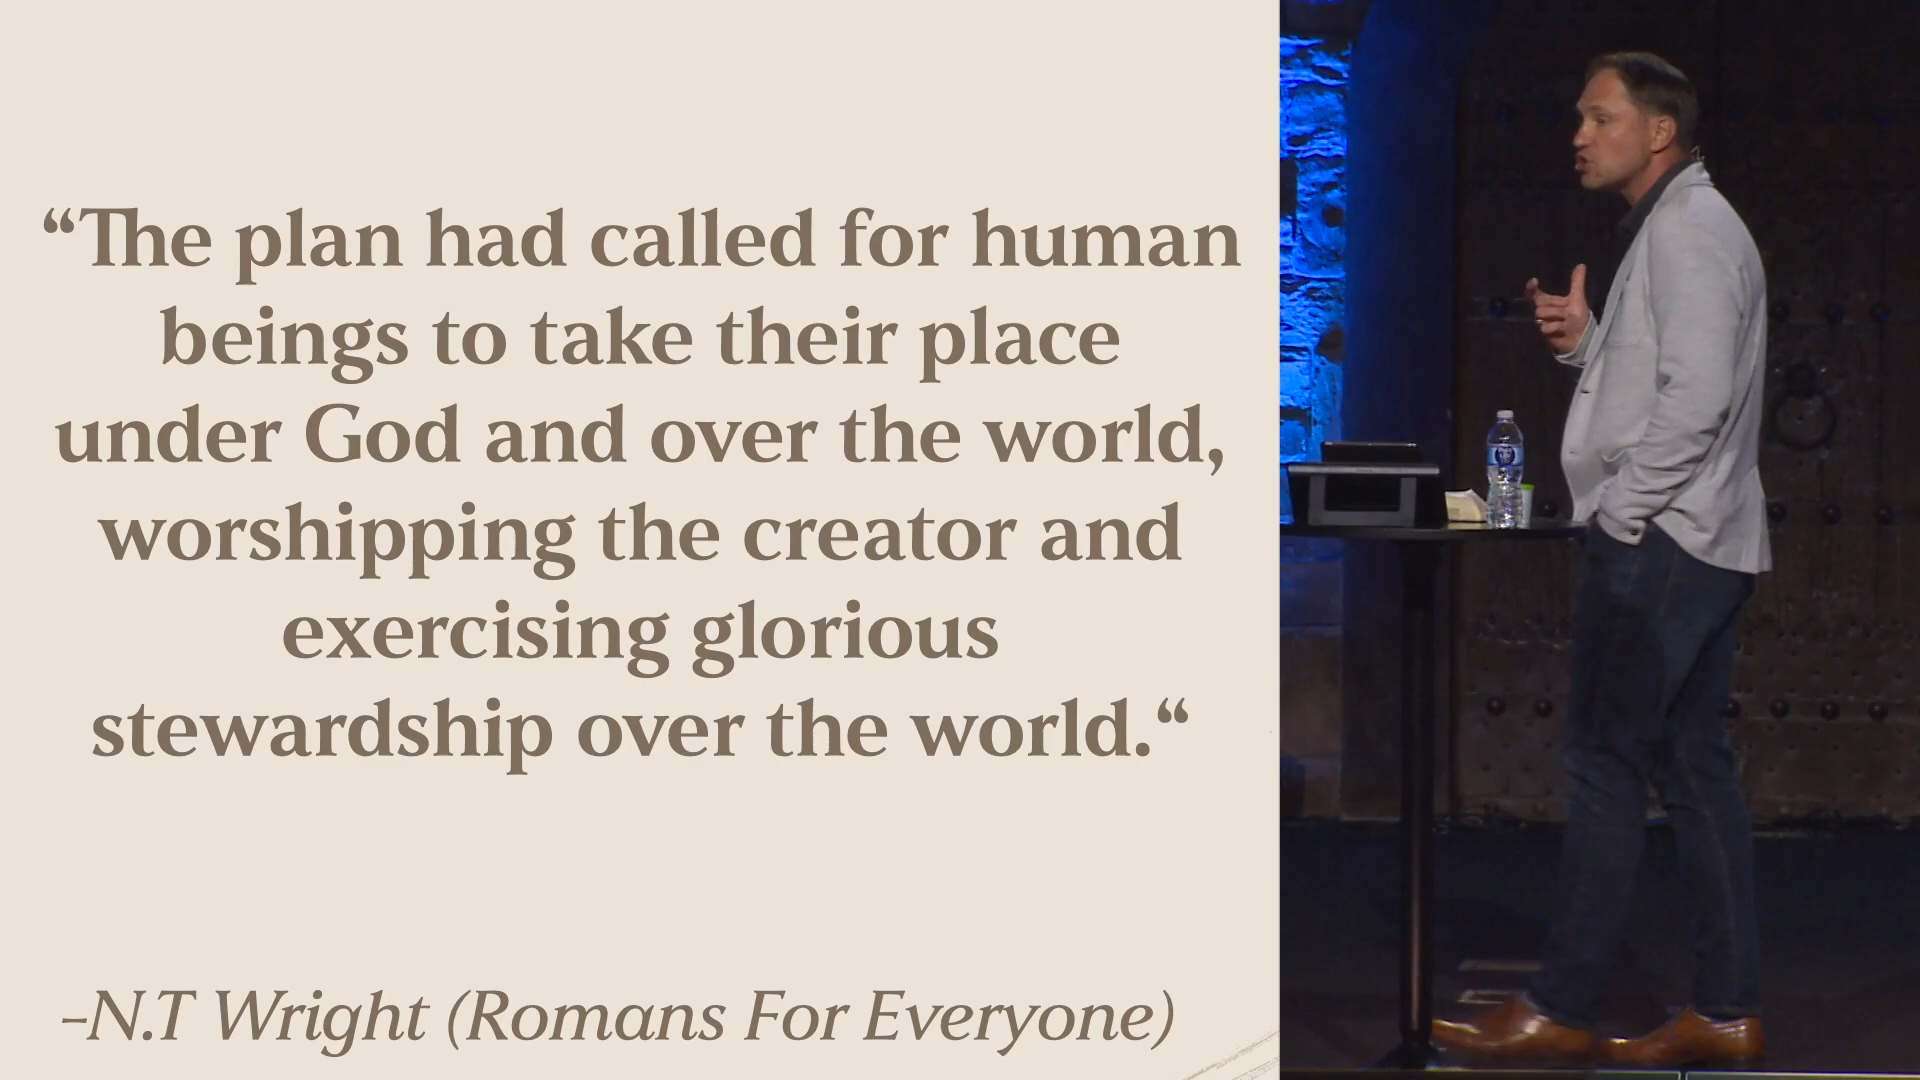 “The plan had called for human
beings to take their place
under God and over the world,
worshipping the creator and
exercising glorious
stewardship over the world.“
–N.T Wright (Romans For Everyone)